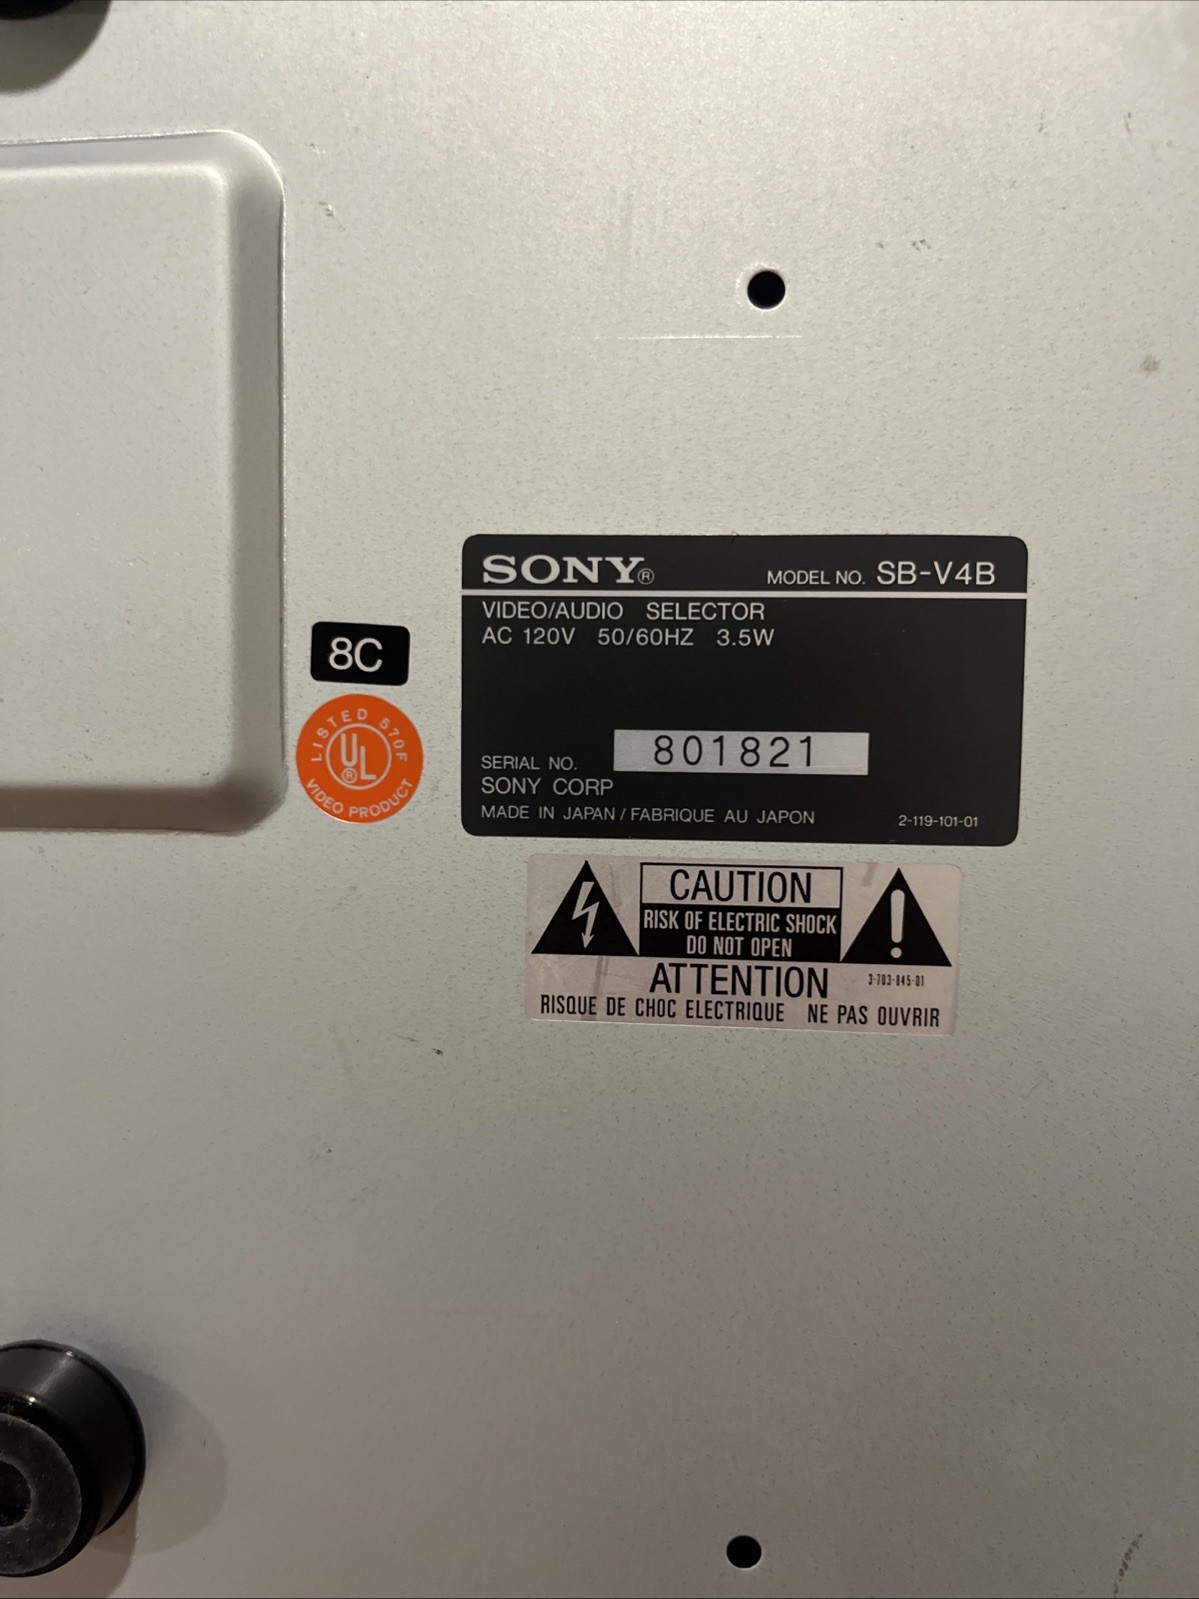 SONY® MODEL NO. SB-V4B
VIDEO/AUDIO SELECTOR
AC 120V 50/60HZ 3.5W
SERIAL NO. 801821
SONY CORP
MADE IN JAPAN / FABRIQUE AU JAPON 2-119-101-01
8C
LISTED 570F
UL®
VIDEO PRODUCT
CAUTION
RISK OF ELECTRIC SHOCK
DO NOT OPEN
ATTENTION 3-703-845-01
RISQUE DE CHOC ELECTRIQUE NE PAS OUVRIR